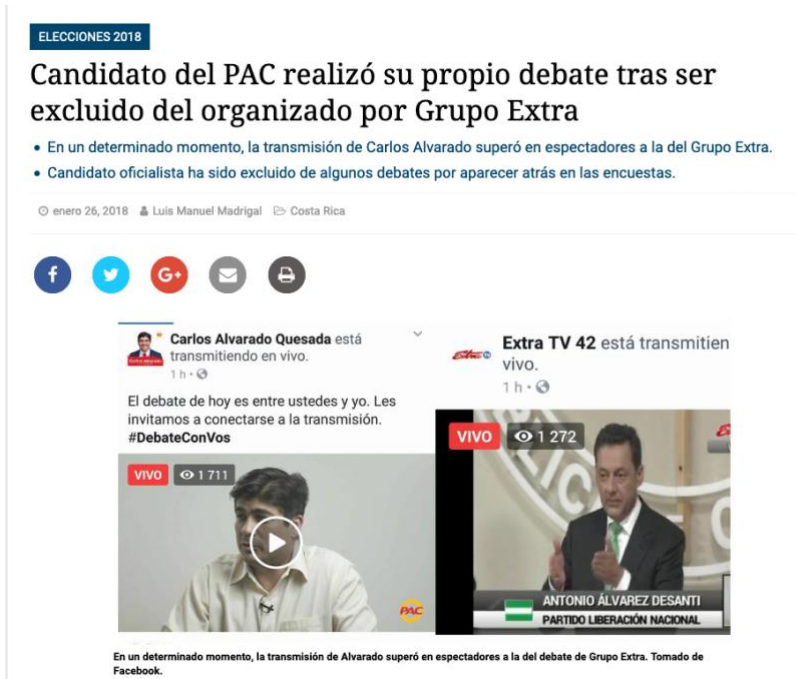 ELECCIONES 2018
Candidato del PAC realizó su propio debate tras ser
excluido del organizado por Grupo Extra
• En un determinado momento, la transmisión de Carlos Alvarado superó en espectadores a la del Grupo Extra.
• Candidato oficialista ha sido excluido de algunos debates por aparecer atrás en las encuestas.
enero 26, 2018 Luis Manuel Madrigal Costa Rica
f
G+
Carlos Alvarado Quesada está
transmitiendo en vivo.
1 h
El debate de hoy es entre ustedes y yo. Les
invitamos a conectarse a la transmisión.
#DebateConVos
VIVO 1 711
PAC
Extra TV 42 está transmitien
vivo.
1 h
VIVO 1 272
ANTONIO ÁLVAREZ DESANTI
PARTIDO LIBERACIÓN NACIONAL
En un determinado momento, la transmisión de Alvarado superó en espectadores a la del debate de Grupo Extra. Tomado de
Facebook.